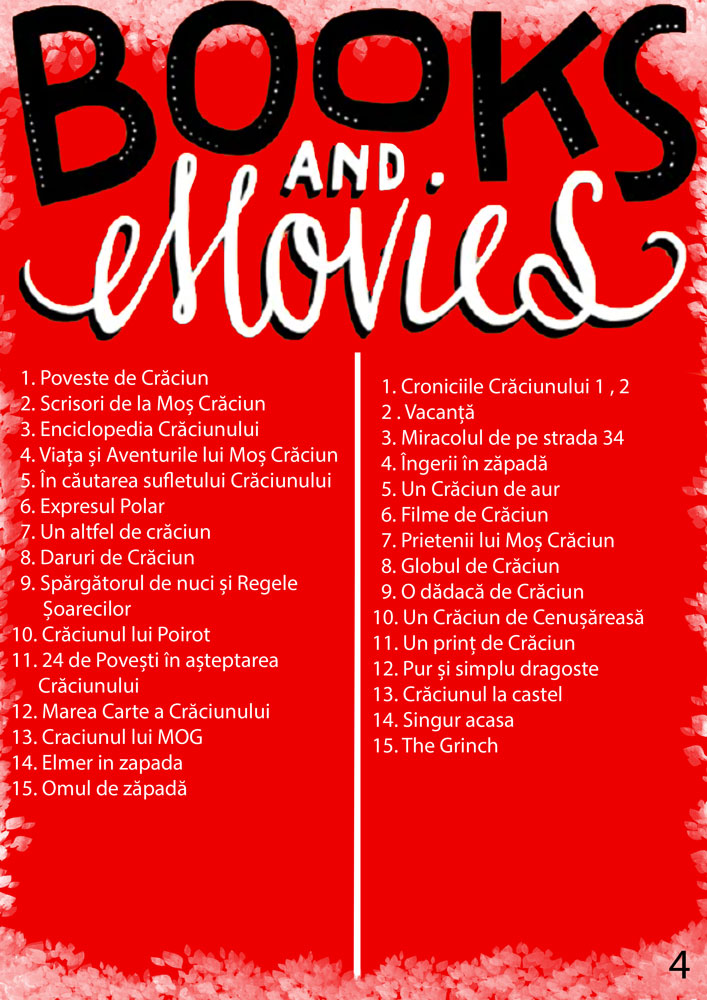 BOOKS
AND
Movies
1. Poveste de Crăciun
2. Scrisori de la Moș Crăciun
3. Enciclopedia Crăciunului
4. Viața și Aventurile lui Moș Crăciun
5. În căutarea sufletului Crăciunului
6. Expresul Polar
7. Un altfel de crăciun
8. Daruri de Crăciun
9. Spărgătorul de nuci și Regele
Șoarecilor
10. Crăciunul lui Poirot
11. 24 de Povești în așteptarea
Crăciunului
12. Marea Carte a Crăciunului
13. Craciunul lui MOG
14. Elmer in zapada
15. Omul de zăpadă
1. Croniciile Crăciunului 1 , 2
2 . Vacanță
3. Miracolul de pe strada 34
4. Îngerii în zăpadă
5. Un Crăciun de aur
6. Filme de Crăciun
7. Prietenii lui Moș Crăciun
8. Globul de Crăciun
9. O dădacă de Crăciun
10. Un Crăciun de Cenușăreasă
11. Un prinț de Crăciun
12. Pur și simplu dragoste
13. Crăciunul la castel
14. Singur acasa
15. The Grinch
4